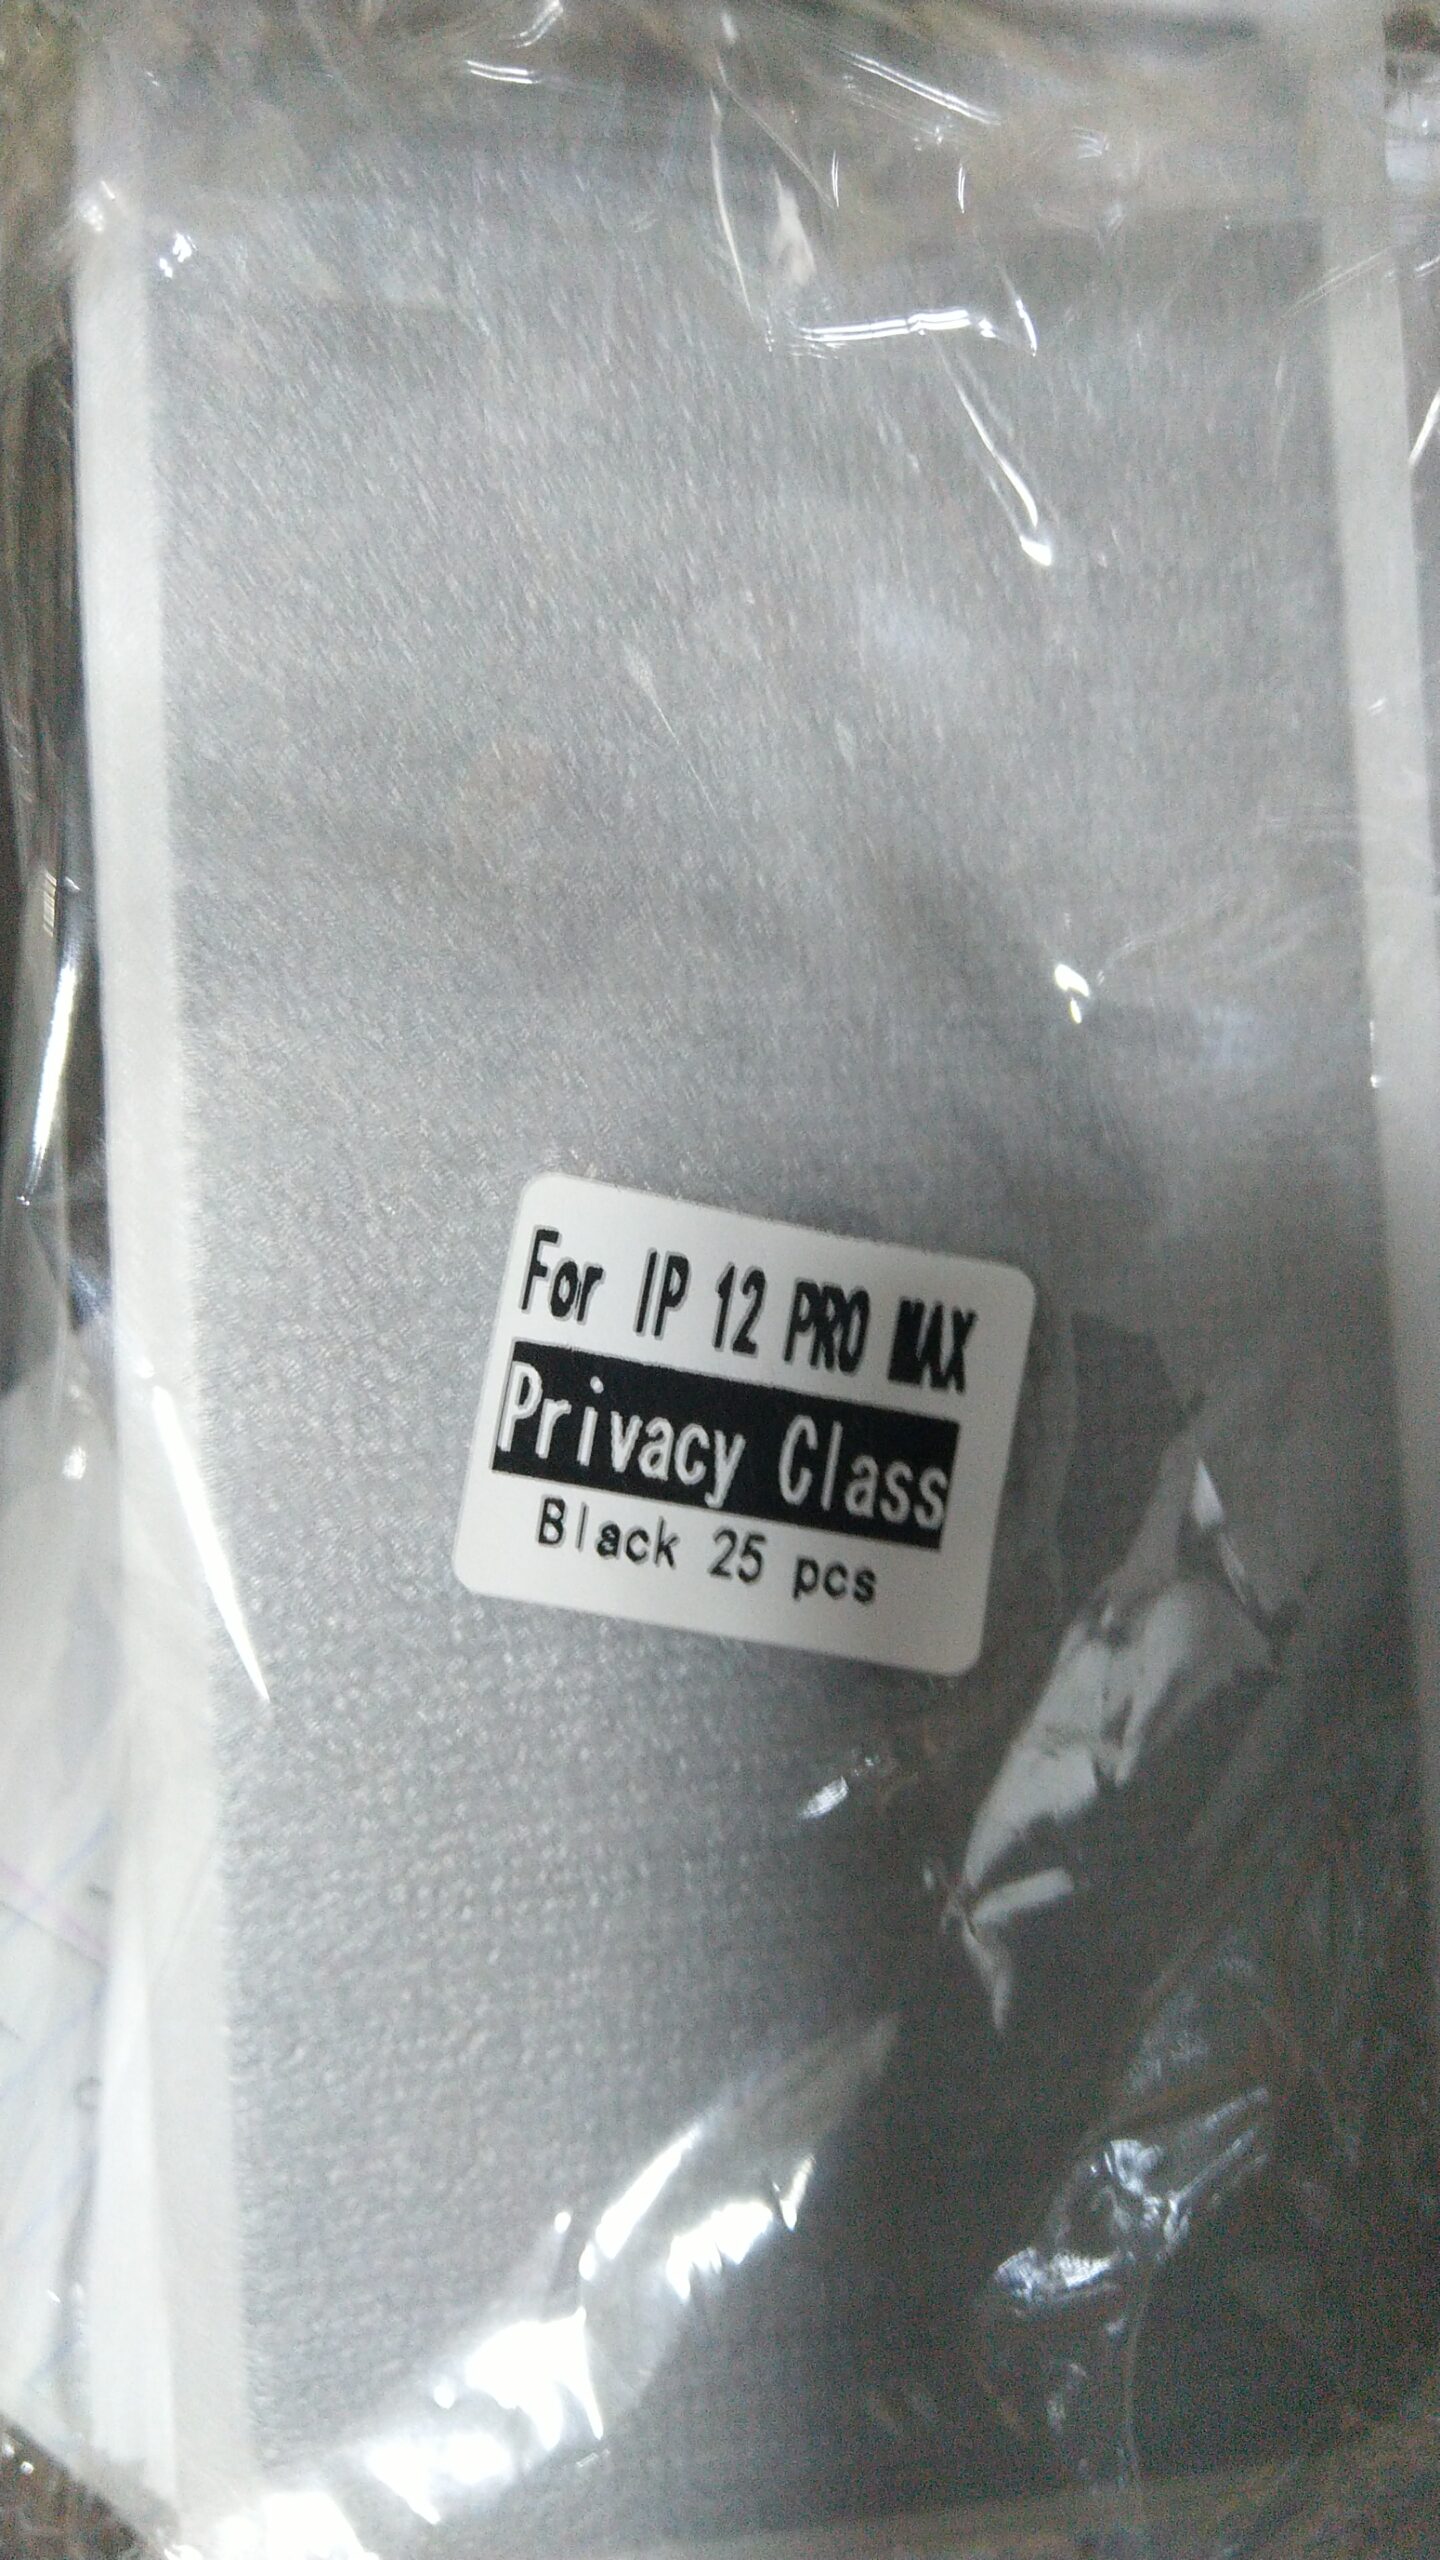 For IP 12 PRO MAX
Privacy Class
Black 25 pcs